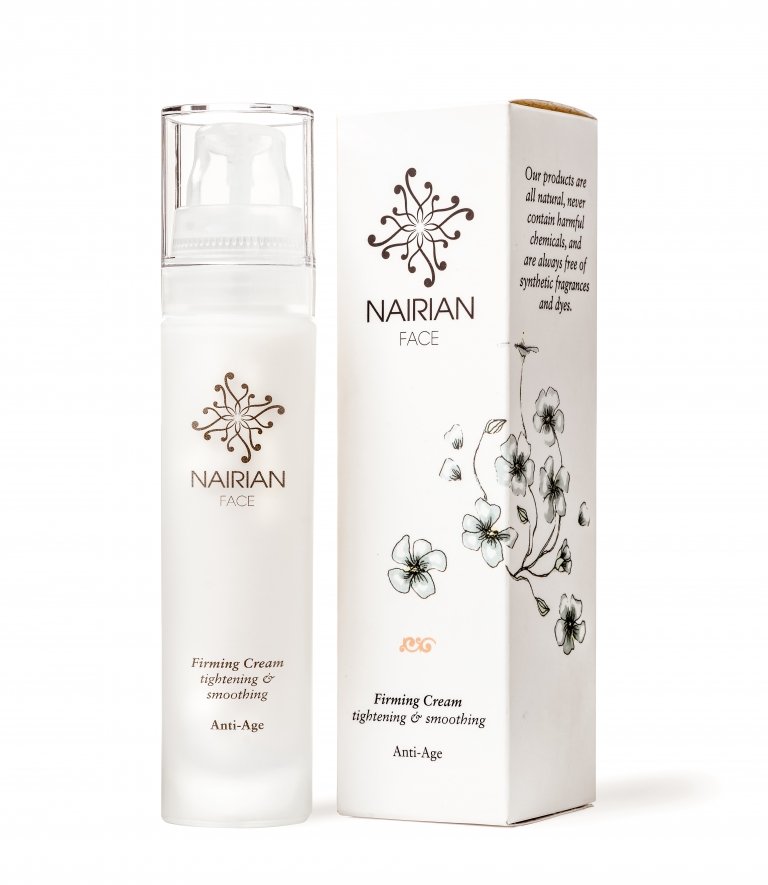 NAIRIAN
FACE
Firming Cream
tightening &
smoothing
Anti-Age
NAIRIAN
FACE
Firming Cream
tightening & smoothing
Anti-Age
Our products are
all natural, never
contain harmful
chemicals, and
are always free of
synthetic fragrances
and dyes.